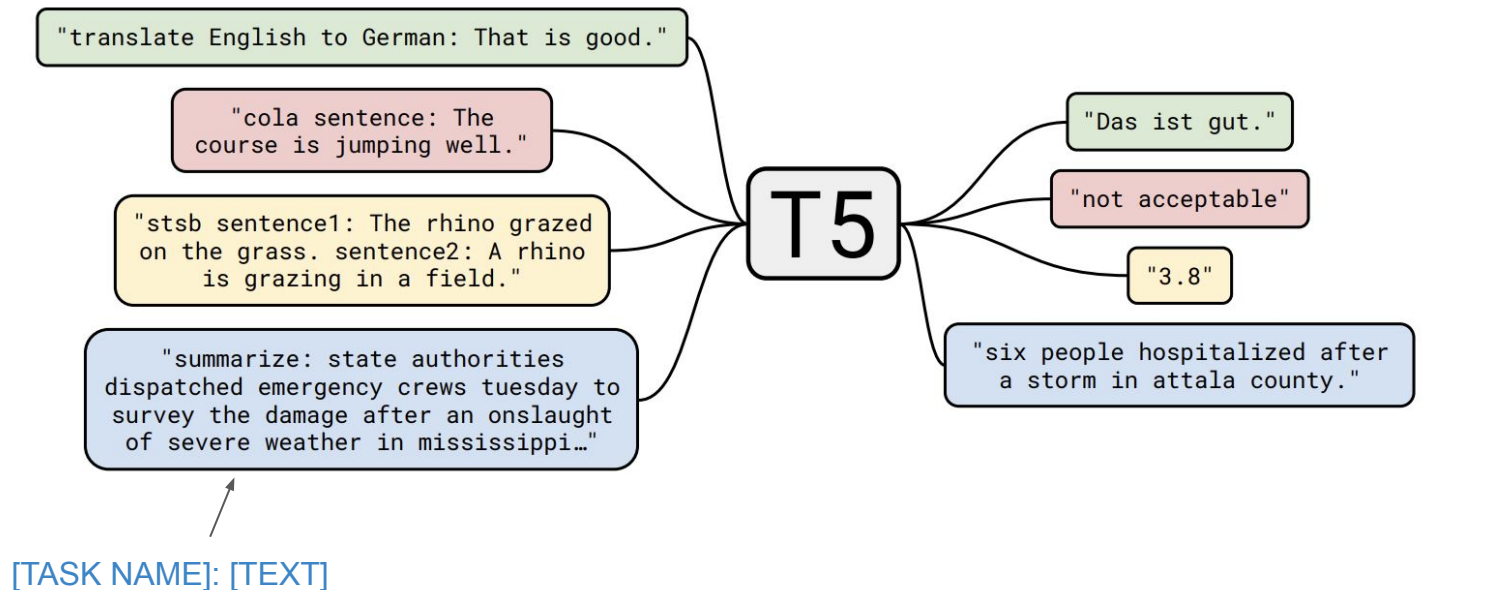 "translate English to German: That is good."
"cola sentence: The
course is jumping well."
"stsb sentence1: The rhino grazed
on the grass. sentence2: A rhino
is grazing in a field."
"summarize: state authorities
dispatched emergency crews tuesday to
survey the damage after an onslaught
of severe weather in mississippi…"
[TASK NAME]: [TEXT]
T5
"Das ist gut."
"not acceptable"
"3.8"
"six people hospitalized after
a storm in attala county."